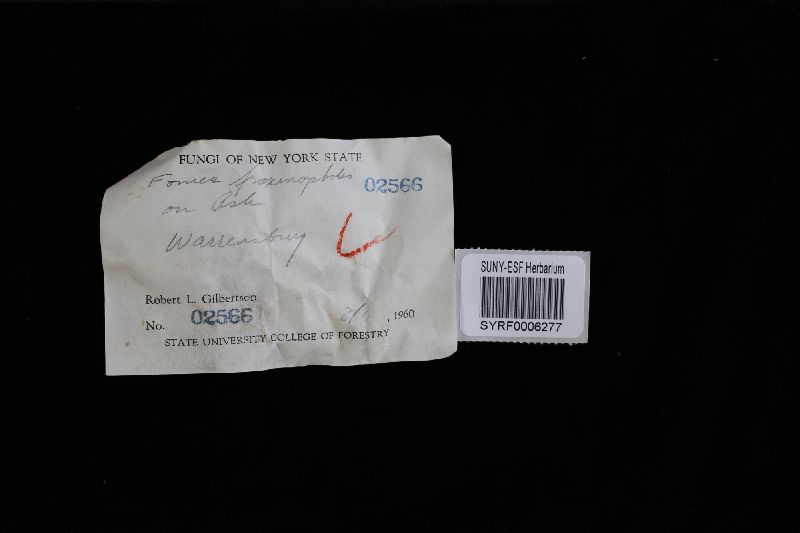 FUNGI OF NEW YORK STATE
Fomes fraxinophilus 02566
on Ash
Warrensburg
Robert L. Gilbertson
No. 02566 , 1960
STATE UNIVERSITY COLLEGE OF FORESTRY
SUNY-ESF Herbarium
SYRF0006277